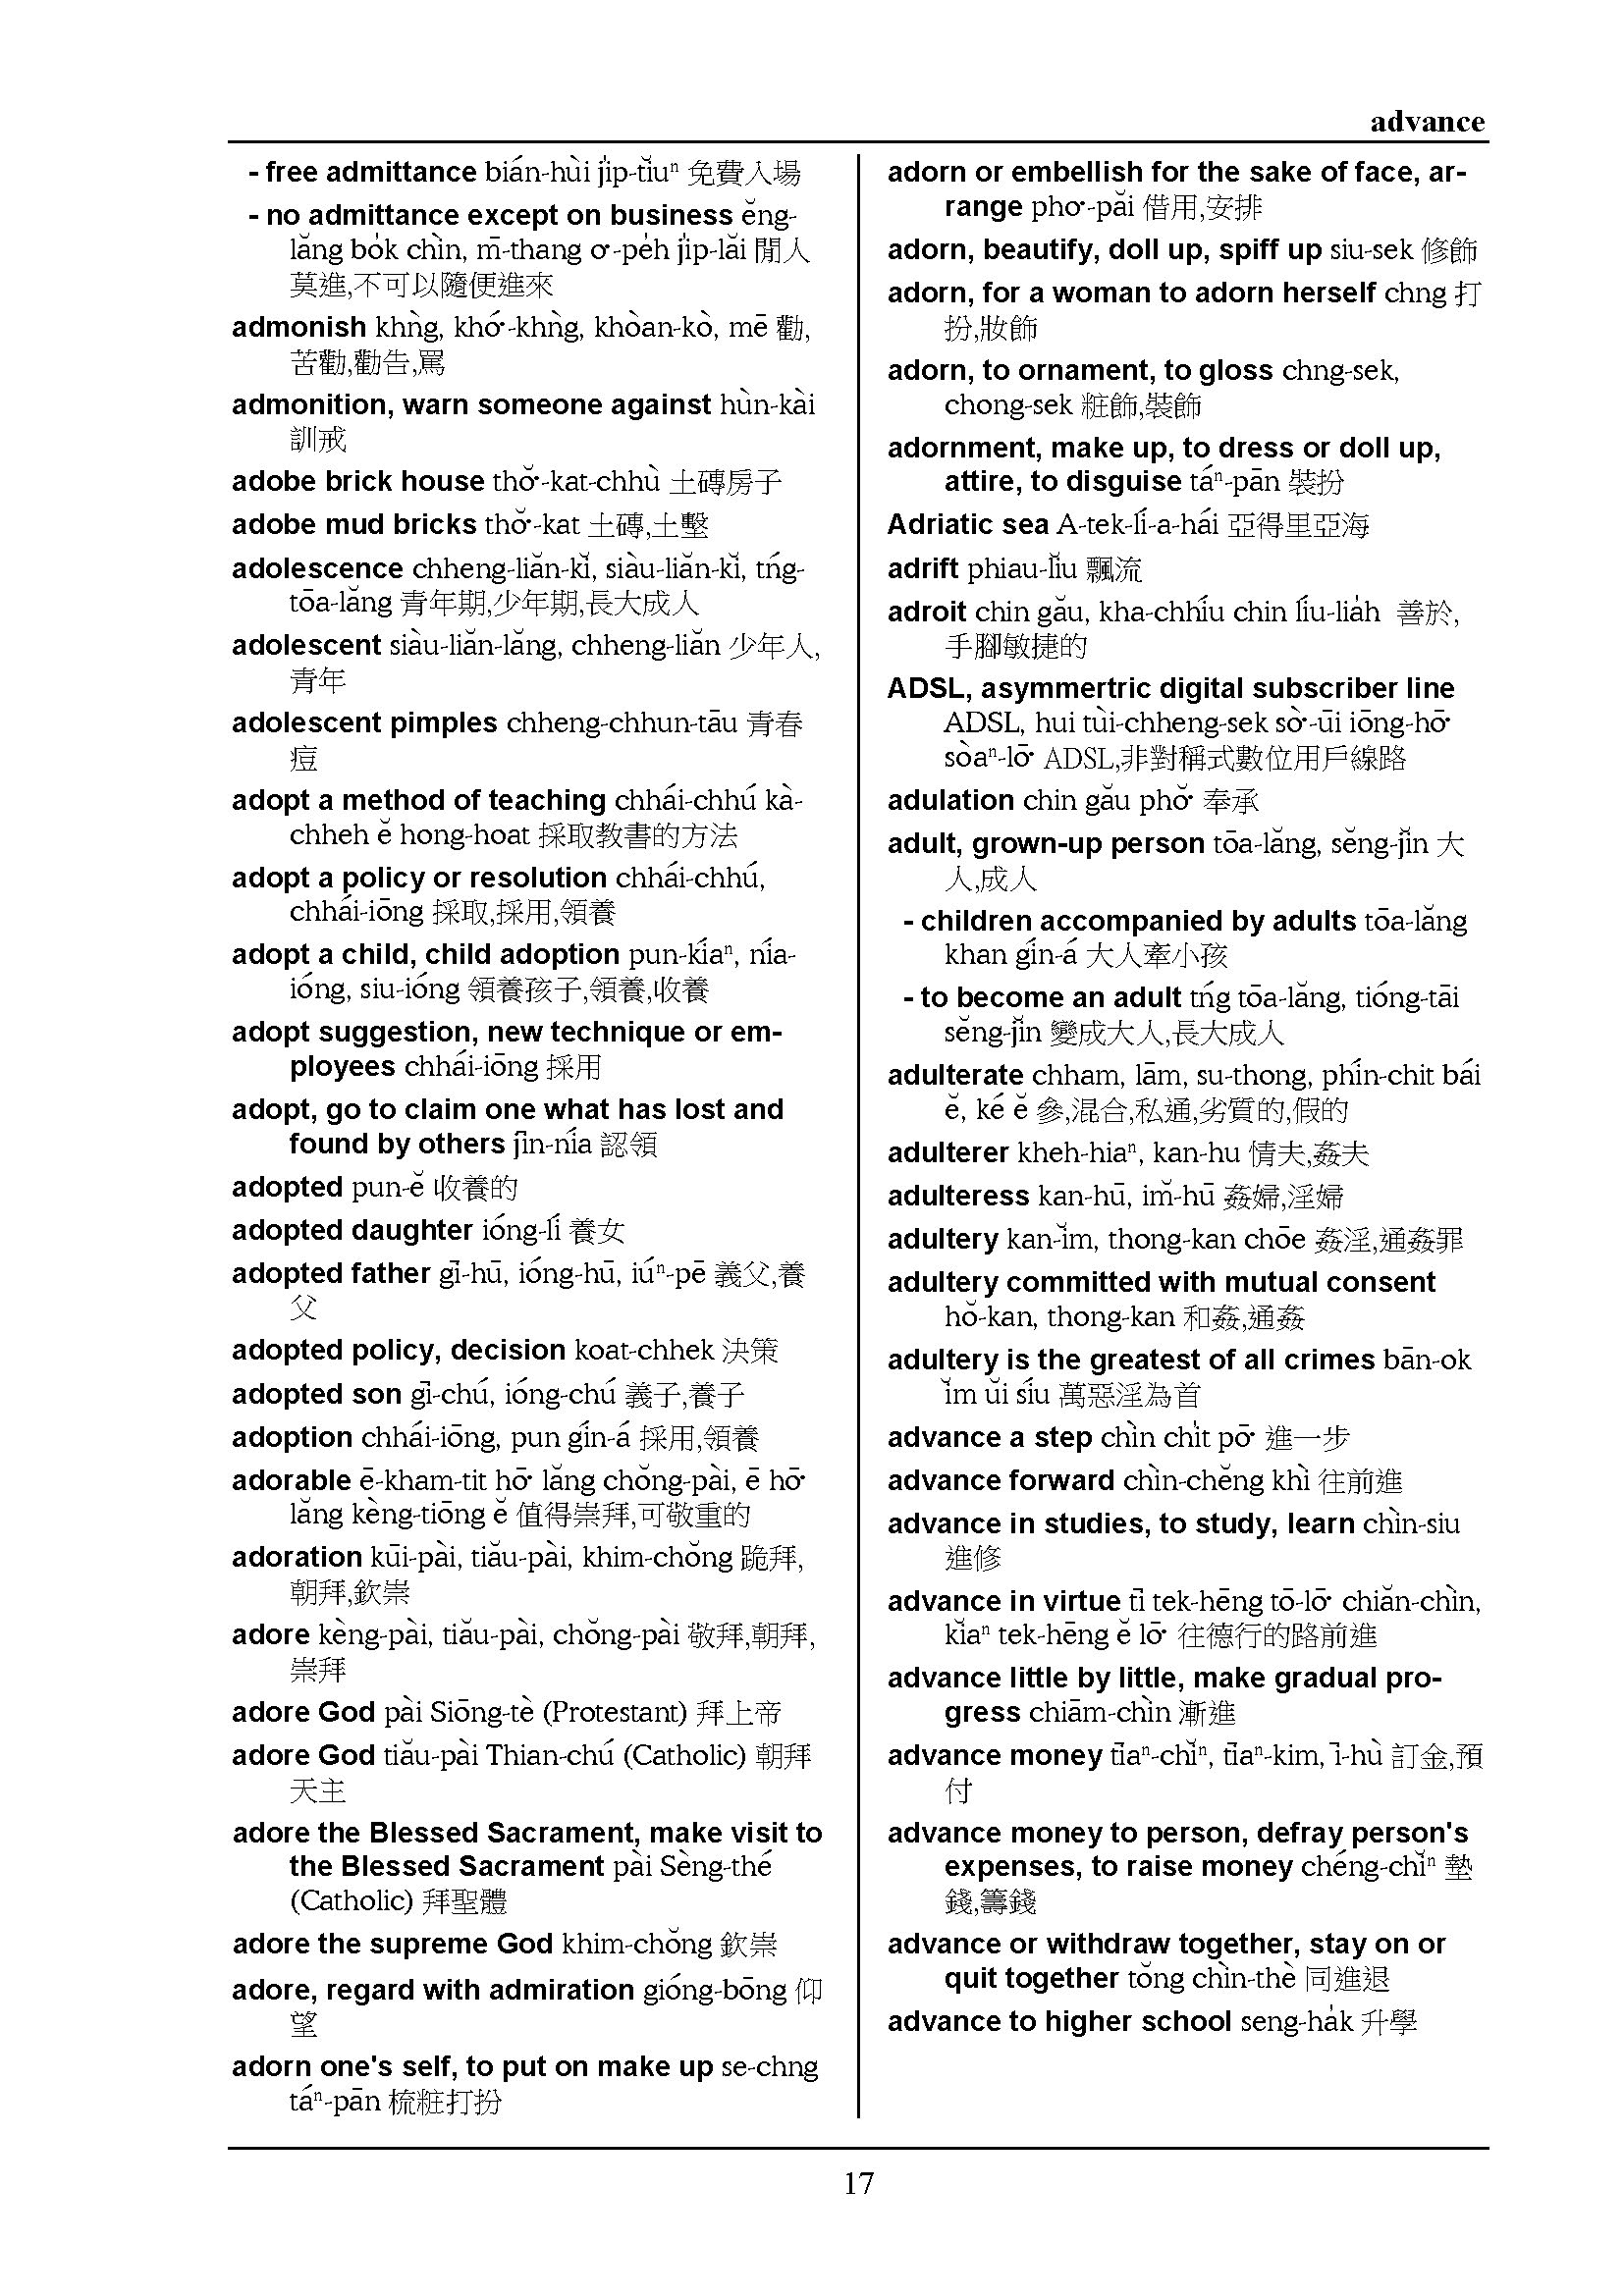 advance
- free admittance bián-hùi ji̍p-tĭuⁿ 免費入場
- no admittance except on business ĕng-
lăng bo̍k chìn, m̄-thang o͘-pe̍h ji̍p-lăi 閒人
莫進,不可以隨便進來
admonish khǹg, khó͘-khǹg, khòan-kò, mē 勸,
苦勸,勸告,罵
admonition, warn someone against hùn-kài
訓戒
adobe brick house thŏ͘-kat-chhù 土磚房子
adobe mud bricks thŏ͘-kat 土磚,土墼
adolescence chheng-liăn-kĭ, siàu-liăn-kĭ, tńg-
tōa-lăng 青年期,少年期,長大成人
adolescent siàu-liăn-lăng, chheng-liăn 少年人,
青年
adolescent pimples chheng-chhun-tāu 青春
痘
adopt a method of teaching chhái-chhú kà-
chheh ĕ hong-hoat 採取教書的方法
adopt a policy or resolution chhái-chhú,
chhái-iōng 採取,採用,領養
adopt a child, child adoption pun-kíaⁿ, nía-
ióng, siu-ióng 領養孩子,領養,收養
adopt suggestion, new technique or em-
ployees chhái-iōng 採用
adopt, go to claim one what has lost and
found by others jīn-nía 認領
adopted pun-ĕ 收養的
adopted daughter ióng-lí 養女
adopted father gī-hū, ióng-hū, iúⁿ-pē 義父,養
父
adopted policy, decision koat-chhek 決策
adopted son gī-chú, ióng-chú 義子,養子
adoption chhái-iōng, pun gín-á 採用,領養
adorable ē-kham-tit hō͘ lăng chŏng-pài, ē hō͘
lăng kèng-tiōng ĕ 值得崇拜,可敬重的
adoration kūi-pài, tiău-pài, khim-chŏng 跪拜,
朝拜,欽崇
adore kèng-pài, tiău-pài, chŏng-pài 敬拜,朝拜,
崇拜
adore God pài Siōng-tè (Protestant) 拜上帝
adore God tiău-pài Thian-chú (Catholic) 朝拜
天主
adore the Blessed Sacrament, make visit to
the Blessed Sacrament pài Sèng-thé
(Catholic) 拜聖體
adore the supreme God khim-chŏng 欽崇
adore, regard with admiration gióng-bōng 仰
望
adorn one's self, to put on make up se-chng
táⁿ-pān 梳粧打扮
adorn or embellish for the sake of face, ar-
range pho͘-păi 借用,安排
adorn, beautify, doll up, spiff up siu-sek 修飾
adorn, for a woman to adorn herself chng 打
扮,妝飾
adorn, to ornament, to gloss chng-sek,
chong-sek 粧飾,裝飾
adornment, make up, to dress or doll up,
attire, to disguise táⁿ-pān 裝扮
Adriatic sea A-tek-lí-a-hái 亞得里亞海
adrift phiau-lĭu 飄流
adroit chin gău, kha-chhíu chin líu-lia̍h 善於,
手腳敏捷的
ADSL, asymmertric digital subscriber line
ADSL, hui tùi-chheng-sek sò͘-ūi iōng-hō͘
sòaⁿ-lō͘ ADSL,非對稱式數位用戶線路
adulation chin gău phŏ͘ 奉承
adult, grown-up person tōa-lăng, sĕng-jĭn 大
人,成人
- children accompanied by adults tōa-lăng
khan gín-á 大人牽小孩
- to become an adult tńg tōa-lăng, tióng-tāi
sĕng-jĭn 變成大人,長大成人
adulterate chham, lām, su-thong, phín-chit bái
ĕ, ké ĕ 參,混合,私通,劣質的,假的
adulterer kheh-hiaⁿ, kan-hu 情夫,姦夫
adulteress kan-hū, im̆-hū 姦婦,淫婦
adultery kan-ĭm, thong-kan chōe 姦淫,通姦罪
adultery committed with mutual consent
hŏ-kan, thong-kan 和姦,通姦
adultery is the greatest of all crimes bān-ok
ĭm ŭi síu 萬惡淫為首
advance a step chìn chi̍t pō͘ 進一步
advance forward chìn-chĕng khì 往前進
advance in studies, to study, learn chìn-siu
進修
advance in virtue tī tek-hēng tō-lō͘ chiăn-chìn,
kĭaⁿ tek-hēng ĕ lō͘ 往德行的路前進
advance little by little, make gradual pro-
gress chiām-chìn 漸進
advance money tīaⁿ-chĭⁿ, tīaⁿ-kim, ī-hù 訂金,預
付
advance money to person, defray person's
expenses, to raise money chéng-chĭⁿ 墊
錢,籌錢
advance or withdraw together, stay on or
quit together tŏng chìn-thè 同進退
advance to higher school seng-ha̍k 升學
17